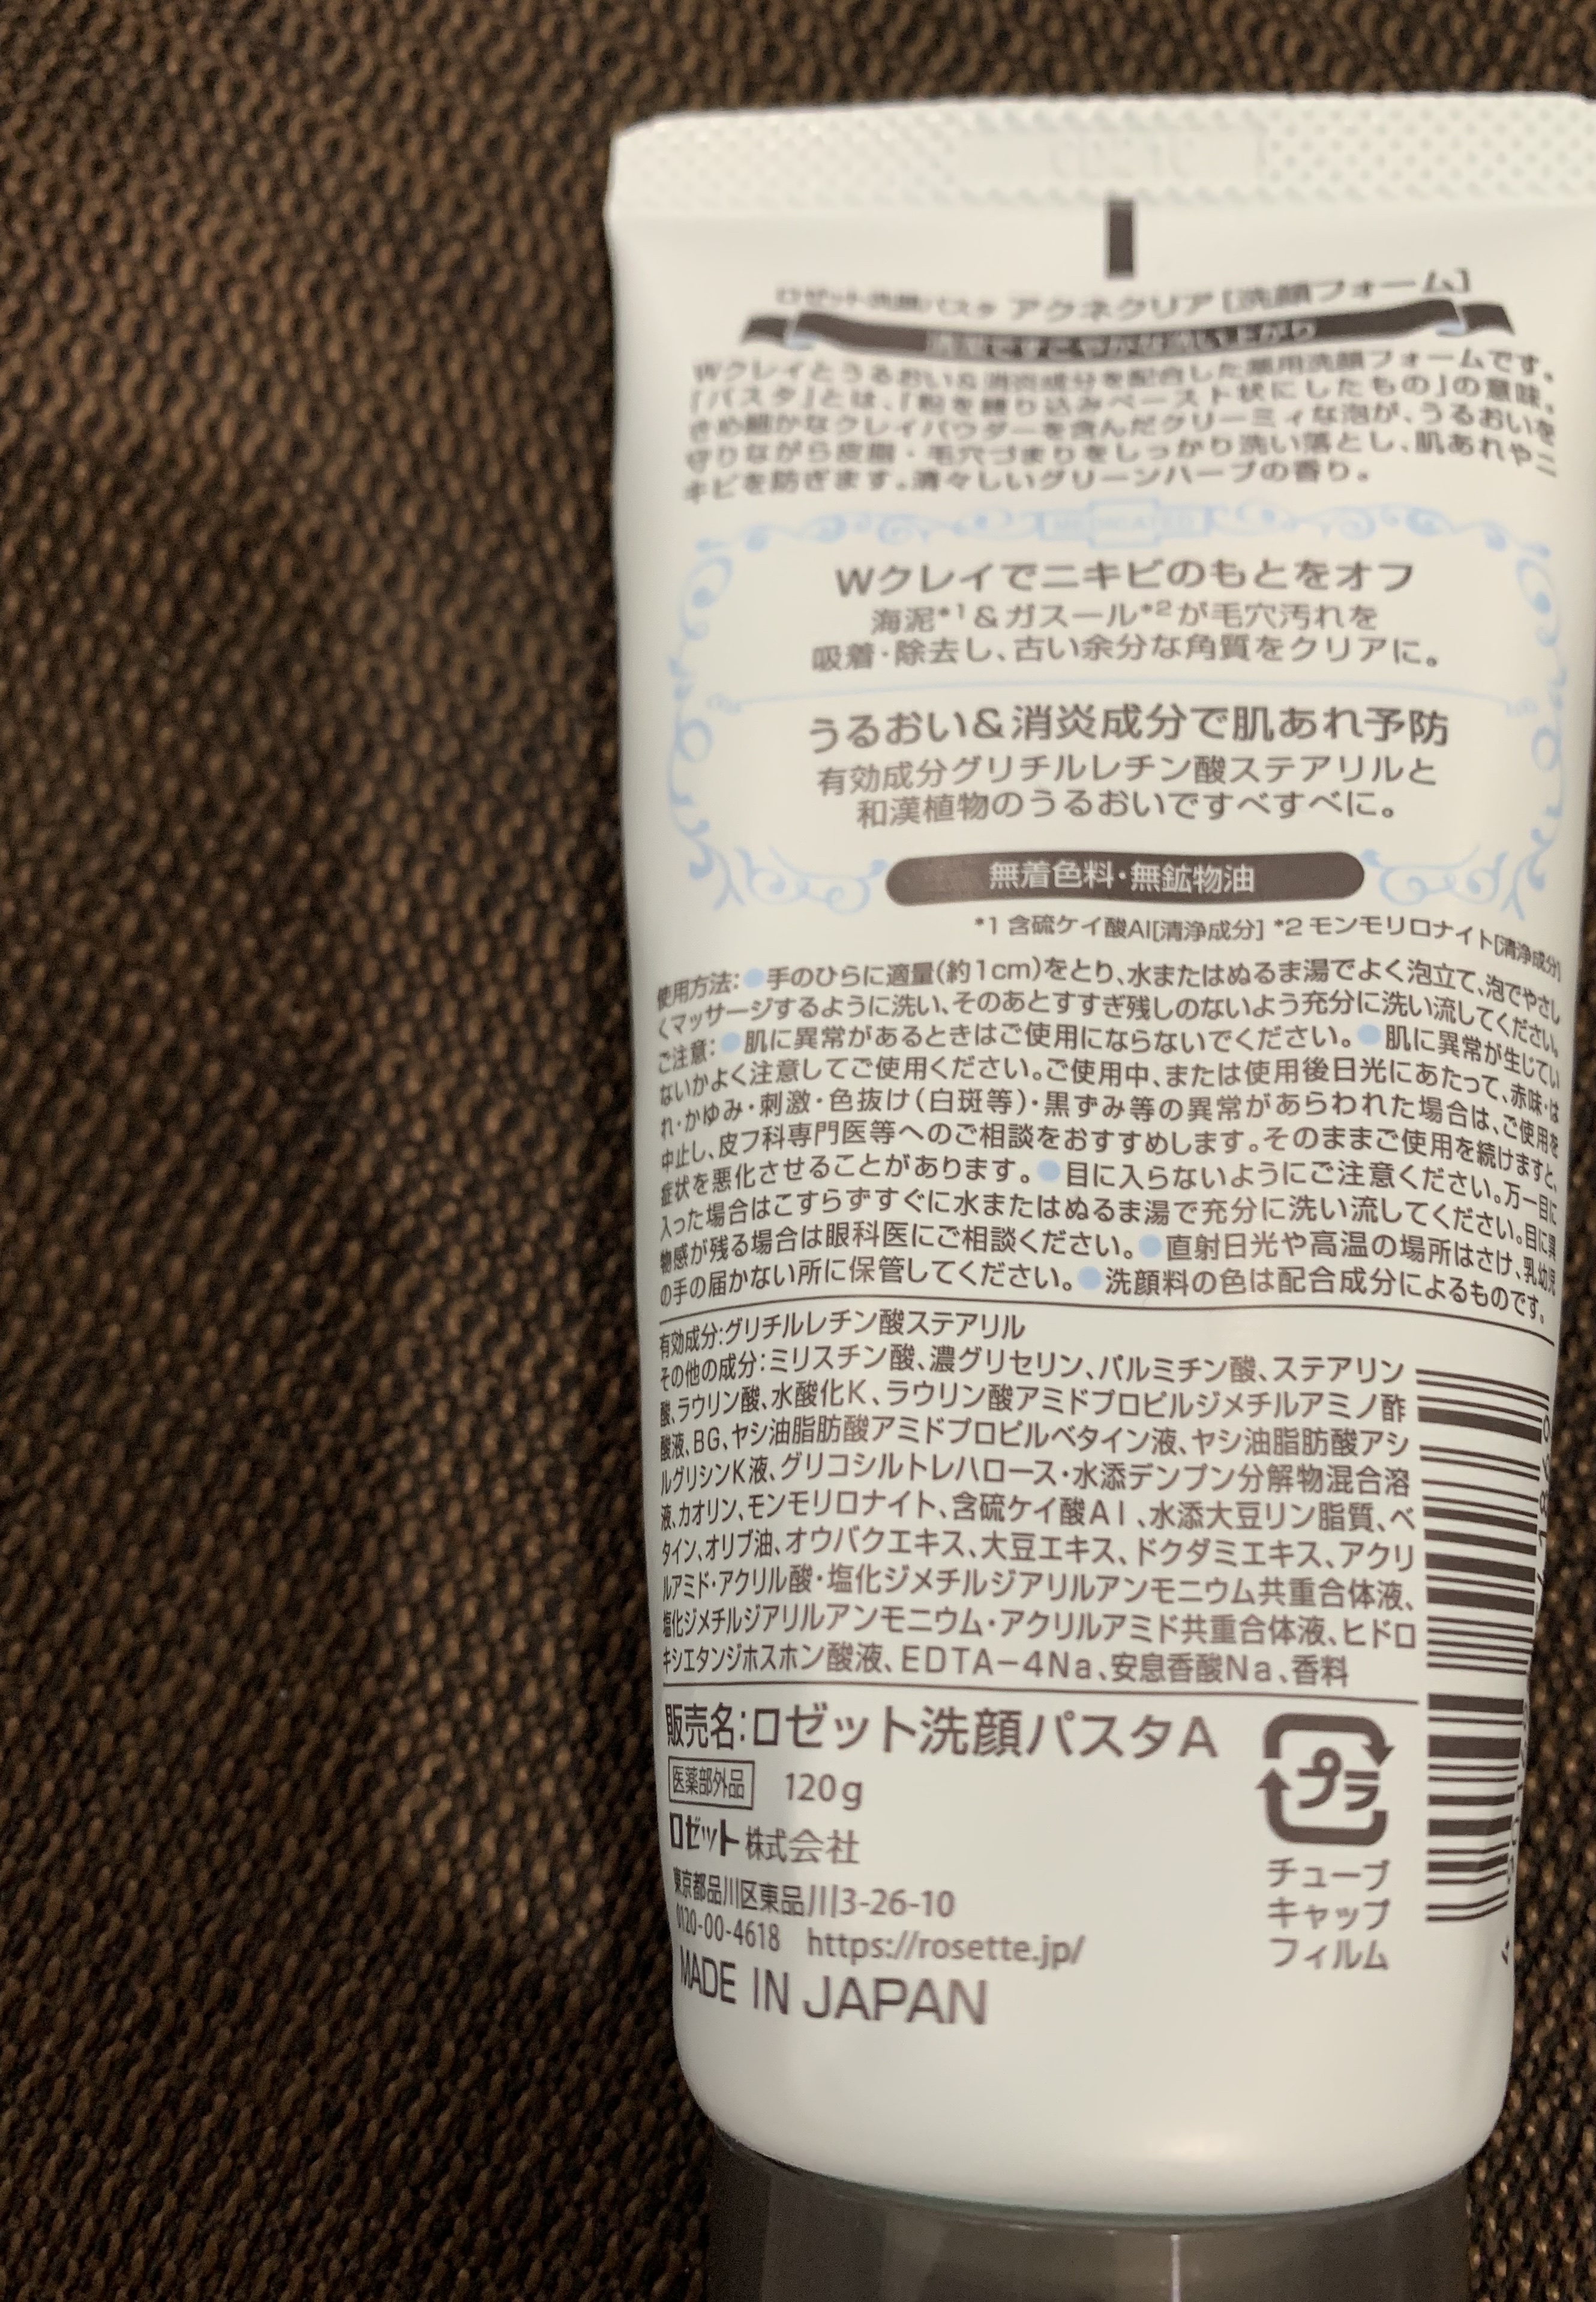 ロゼット洗顔パスタ アクネクリア［洗顔フォーム］
清潔ですこやかな洗い上がり
Wクレイとうるおい＆消炎成分を配合した薬用洗顔フォームです。
「パスタ」とは、「粉を練り込みペースト状にしたもの」の意味。
きめ細かなクレイパウダーを含んだクリーミィな泡が、うるおいを
守りながら皮脂・毛穴づまりをしっかり洗い落とし、肌あれやニ
キビを防ぎます。清々しいグリーンハーブの香り。
MEDICATED
Wクレイでニキビのもとをオフ
海泥*1＆ガスール*2が毛穴汚れを
吸着・除去し、古い余分な角質をクリアに。
うるおい＆消炎成分で肌あれ予防
有効成分グリチルレチン酸ステアリルと
和漢植物のうるおいですべすべに。
無着色料・無鉱物油
*1 含硫ケイ酸Al[清浄成分] *2 モンモリロナイト[清浄成分]
使用方法：●手のひらに適量（約1cm）をとり、水またはぬるま湯でよく泡立て、泡でやさし
くマッサージするように洗い、そのあとすすぎ残しのないよう充分に洗い流してください。
ご注意：●肌に異常があるときはご使用にならないでください。●肌に異常が生じてい
ないかよく注意してご使用ください。ご使用中、または使用後日光にあたって、赤味・は
れ・かゆみ・刺激・色抜け（白斑等）・黒ずみ等の異常があらわれた場合は、ご使用を
中止し、皮フ科専門医等へのご相談をおすすめします。そのままご使用を続けますと、
症状を悪化させることがあります。●目に入らないようにご注意ください。万一目に
入った場合はこすらずすぐに水またはぬるま湯で充分に洗い流してください。目に異
物感が残る場合は眼科医にご相談ください。●直射日光や高温の場所はさけ、乳幼児
の手の届かない所に保管してください。●洗顔料の色は配合成分によるものです。
有効成分：グリチルレチン酸ステアリル
その他の成分：ミリスチン酸、濃グリセリン、パルミチン酸、ステアリン
酸、ラウリン酸、水酸化K、ラウリン酸アミドプロピルジメチルアミノ酢
酸液、BG、ヤシ油脂肪酸アミドプロピルベタイン液、ヤシ油脂肪酸アシ
ルグリシンK液、グリコシルトレハロース・水添デンプン分解物混合溶
液、カオリン、モンモリロナイト、含硫ケイ酸Al、水添大豆リン脂質、ベ
タイン、オリブ油、オウバクエキス、大豆エキス、ドクダミエキス、アクリ
ルアミド・アクリル酸・塩化ジメチルジアリルアンモニウム共重合体液、
塩化ジメチルジアリルアンモニウム・アクリルアミド共重合体液、ヒドロ
キシエタンジホスホン酸液、EDTA－4Na、安息香酸Na、香料
販売名：ロゼット洗顔パスタA
医薬部外品 120g
ロゼット株式会社
東京都品川区東品川3-26-10
0120-00-4618 https://rosette.jp/
MADE IN JAPAN
プラ
チューブ
キャップ
フィルム